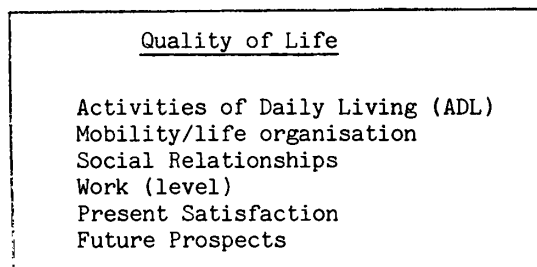 Quality of Life
Activities of Daily Living (ADL)
Mobility/life organisation
Social Relationships
Work (level)
Present Satisfaction
Future Prospects